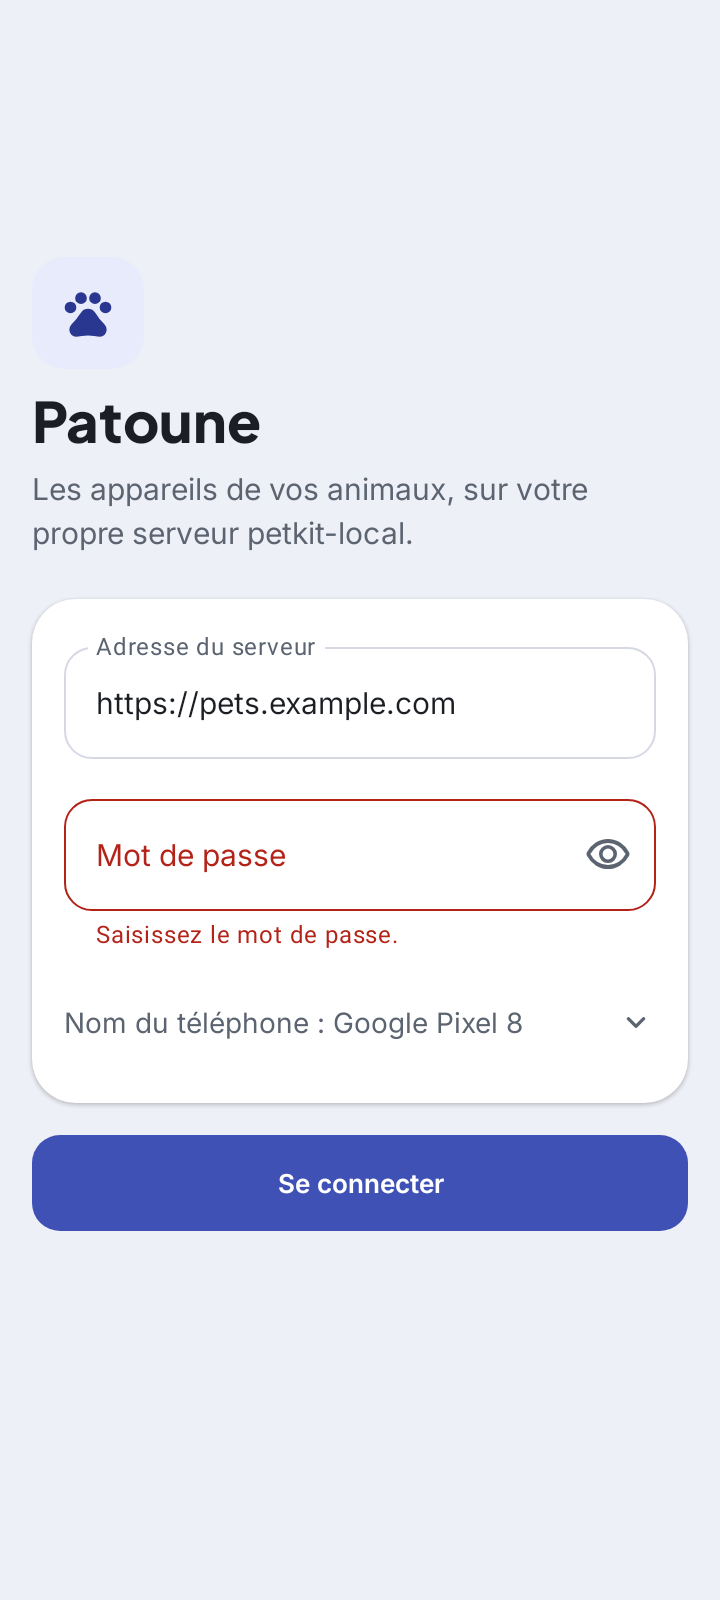 Patoune
Les appareils de vos animaux, sur votre
propre serveur petkit-local.
Adresse du serveur
https://pets.example.com
Mot de passe
Saisissez le mot de passe.
Nom du téléphone : Google Pixel 8
Se connecter